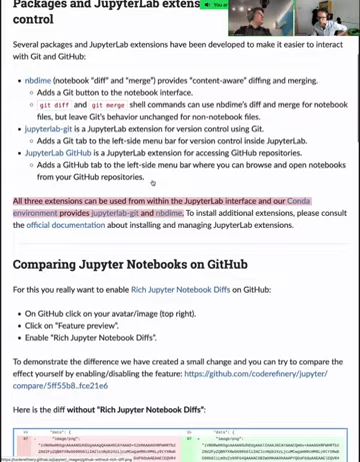 Packages and JupyterLab extens
control
You ar
Several packages and JupyterLab extensions have been developed to make it easier to interact
with Git and GitHub:
• nbdime (notebook "diff" and "merge") provides "content-aware" diffing and merging.
◦ Adds a Git button to the notebook interface.
◦ git diff and git merge shell commands can use nbdime's diff and merge for notebook
files, but leave Git's behavior unchanged for non-notebook files.
• jupyterlab-git is a JupyterLab extension for version control using Git.
◦ Adds a Git tab to the left-side menu bar for version control inside JupyterLab.
• JupyterLab GitHub is a JupyterLab extension for accessing GitHub repositories.
◦ Adds a GitHub tab to the left-side menu bar where you can browse and open notebooks
from your GitHub repositories.
All three extensions can be used from within the JupyterLab interface and our Conda
environment provides jupyterlab-git and nbdime. To install additional extensions, please consult
the official documentation about installing and managing JupyterLab extensions.
Comparing Jupyter Notebooks on GitHub
For this you really want to enable Rich Jupyter Notebook Diffs on GitHub:
• On GitHub click on your avatar/image (top right).
• Click on "Feature preview".
• Enable "Rich Jupyter Notebook Diffs".
To demonstrate the difference we have created a small change and you can try to compare the
effect yourself by enabling/disabling the feature: https://github.com/coderefinery/jupyter/
compare/5ff55b8..fce21e6
Here is the diff without "Rich Jupyter Notebook Diffs":
"data": {
"image/png":
"data": {
"image/png":